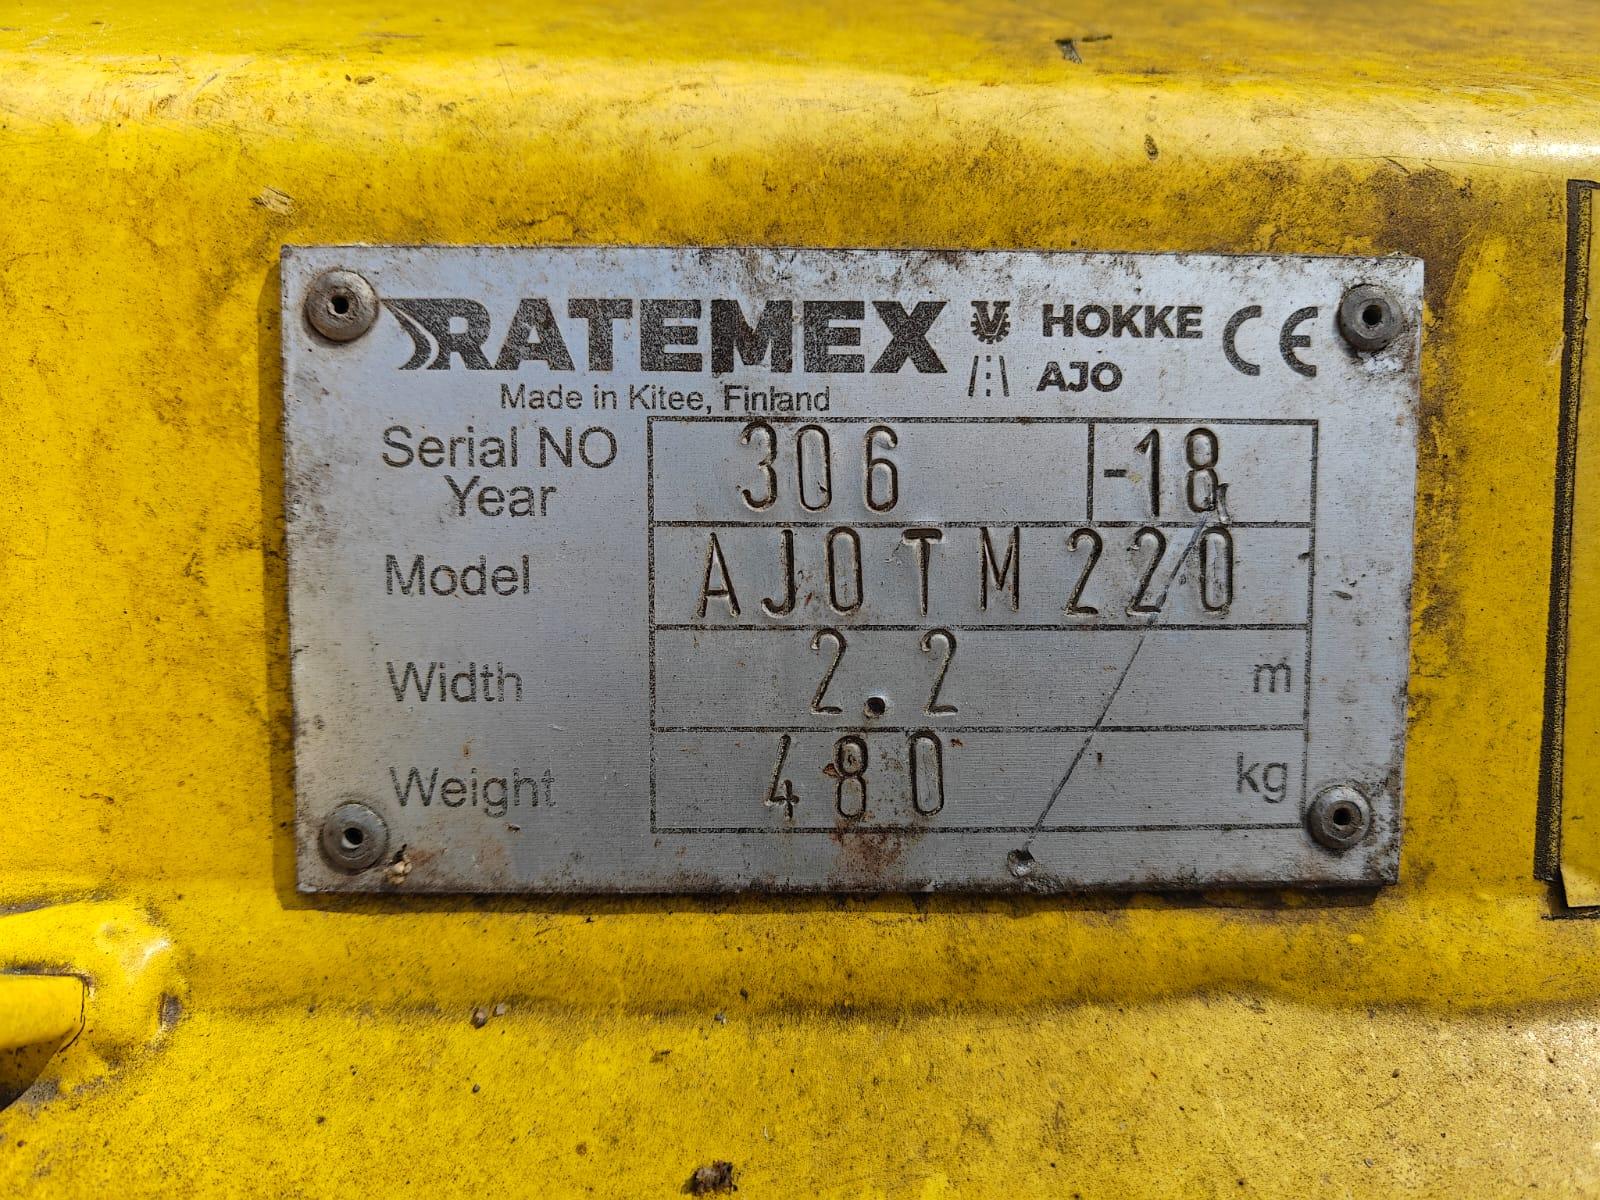 RATEMEX V HOKKE AJO CE
Made in Kitee, Finland
Serial NO 306 -18
Year
Model AJOTM220
Width 2.2 m
Weight 480 kg